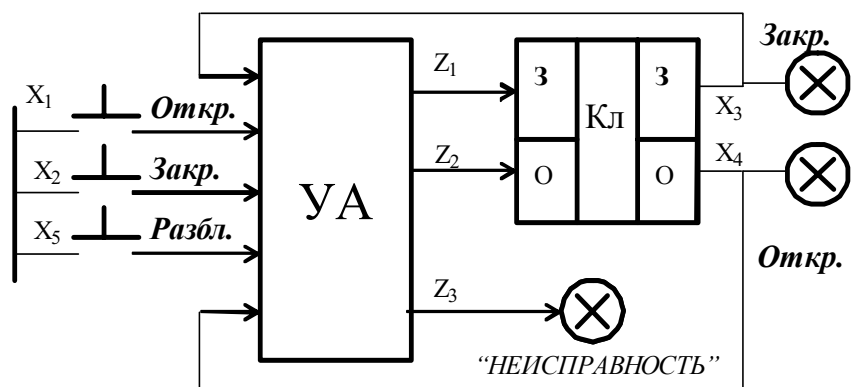 Закр.
Z1
З
З
X1
Откр.
Кл
X3
X2
Закр.
УА
Z2
О
О
X4
X5
Разбл.
Откр.
Z3
“НЕИСПРАВНОСТЬ”